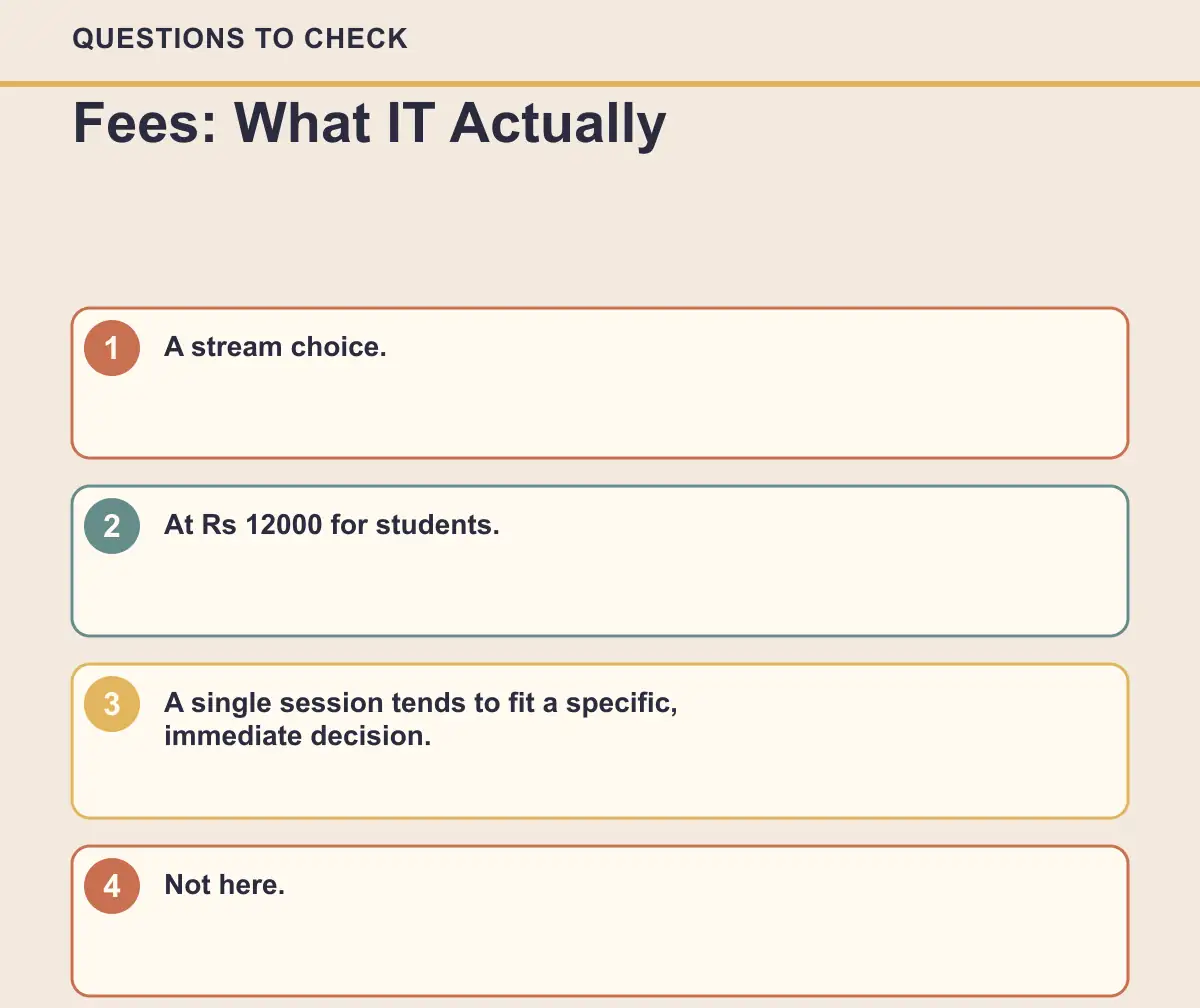 QUESTIONS TO CHECK
Fees: What IT Actually
1
A stream choice.
2
At Rs 12000 for students.
3
A single session tends to fit a specific,
immediate decision.
4
Not here.